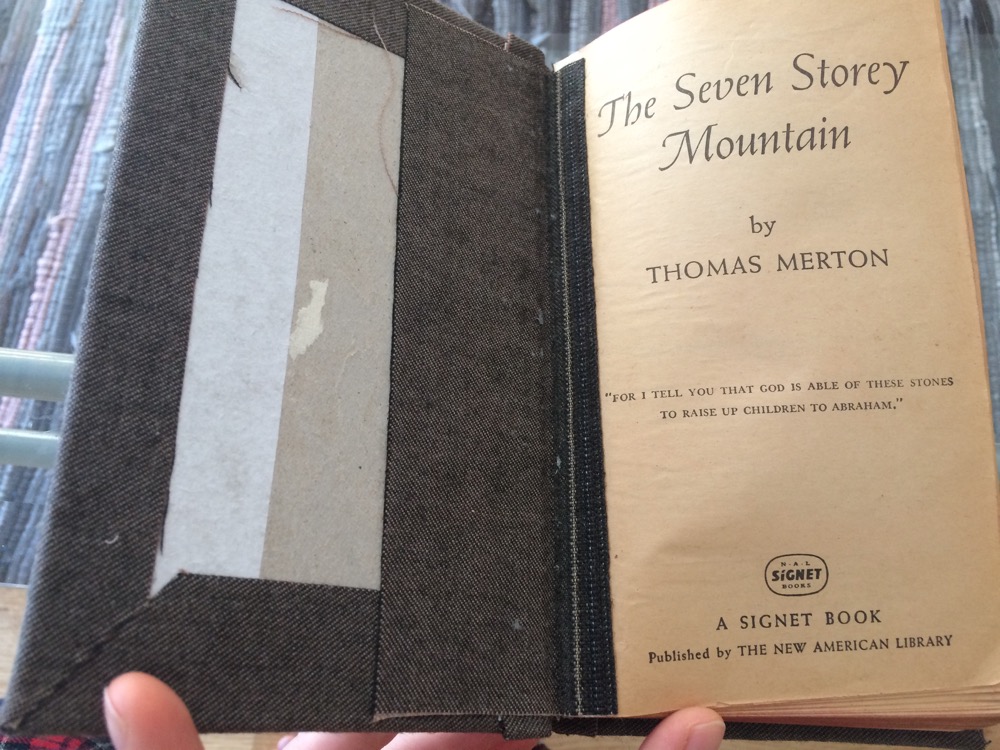 The Seven Storey
Mountain
by
THOMAS MERTON
"FOR I TELL YOU THAT GOD IS ABLE OF THESE STONES
TO RAISE UP CHILDREN TO ABRAHAM."
N·A·L
SIGNET
BOOKS
A SIGNET BOOK
Published by THE NEW AMERICAN LIBRARY